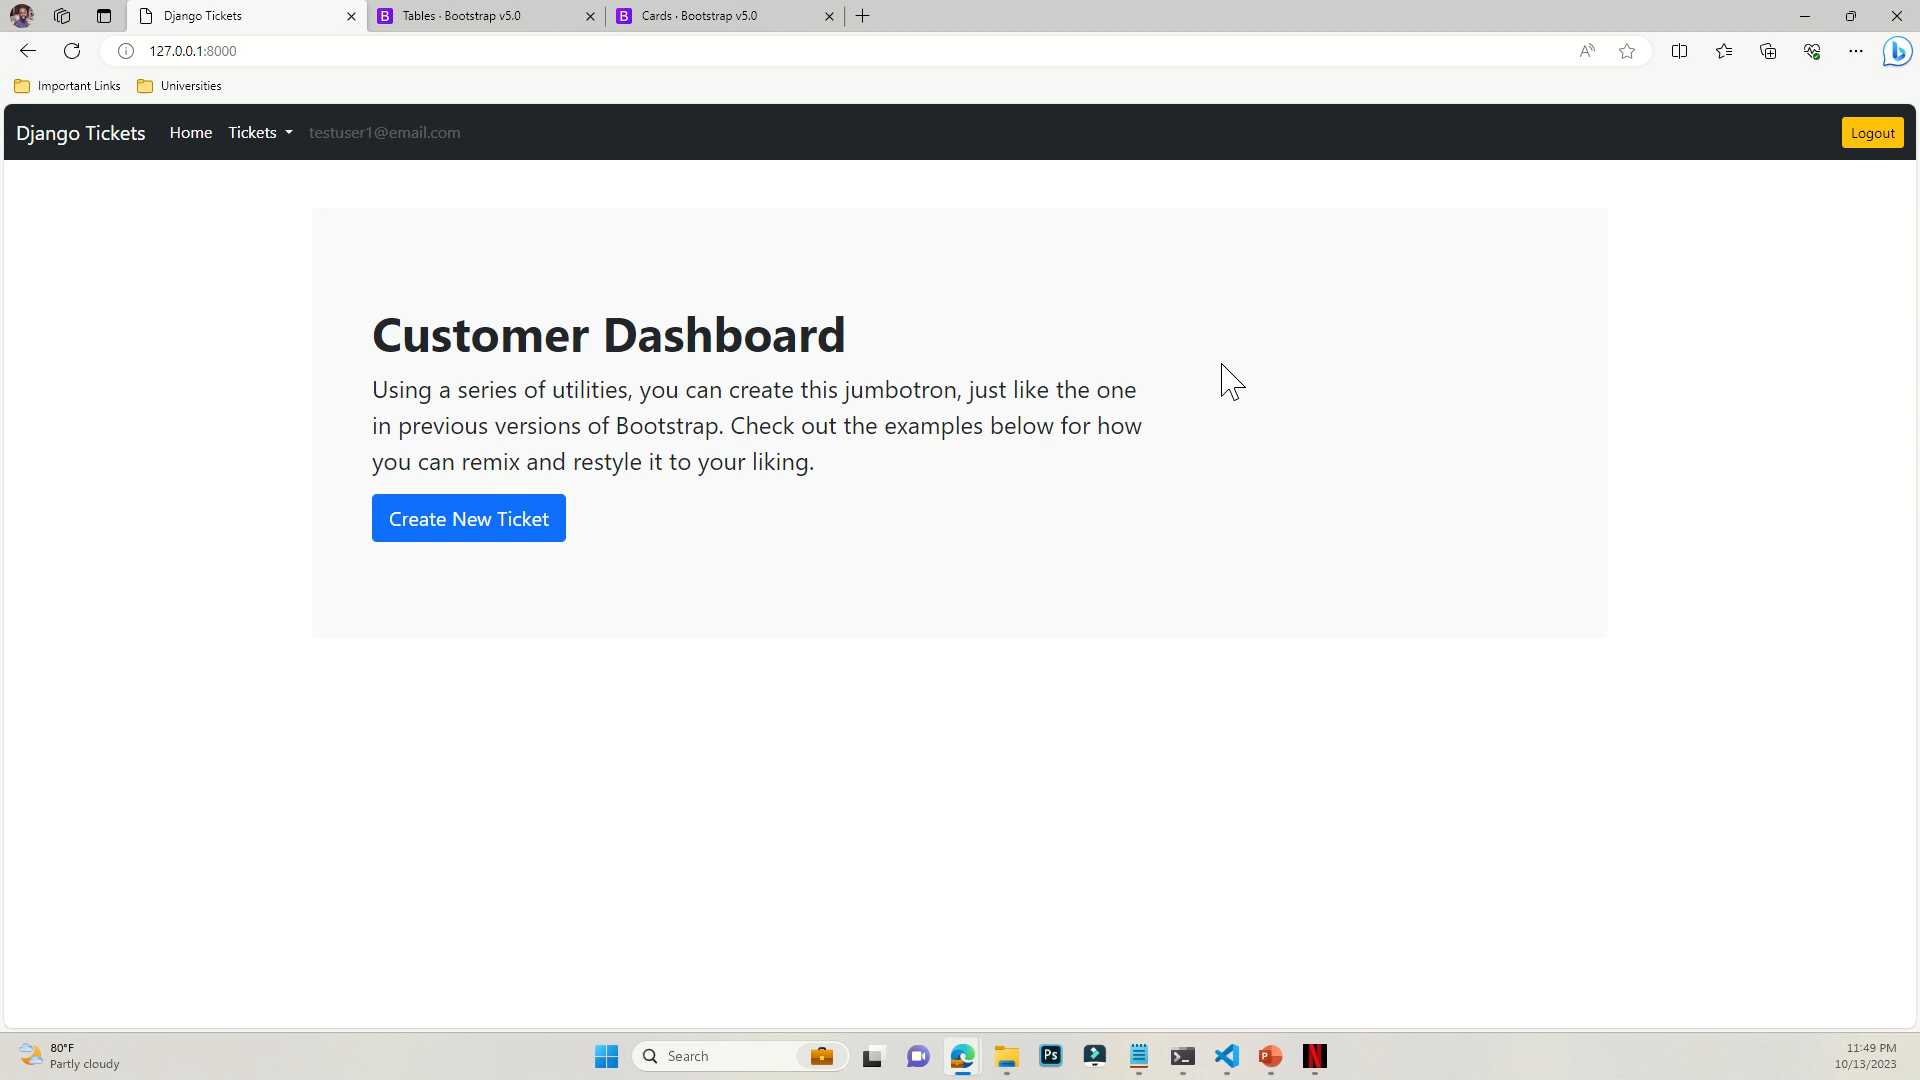 Django Tickets
Tables · Bootstrap v5.0
Cards · Bootstrap v5.0
127.0.0.1:8000
Important Links
Universities
Django Tickets
Home
Tickets
testuser1@email.com
Logout
Customer Dashboard
Using a series of utilities, you can create this jumbotron, just like the one
in previous versions of Bootstrap. Check out the examples below for how
you can remix and restyle it to your liking.
Create New Ticket
80°F
Partly cloudy
Search
Ps
11:49 PM
10/13/2023